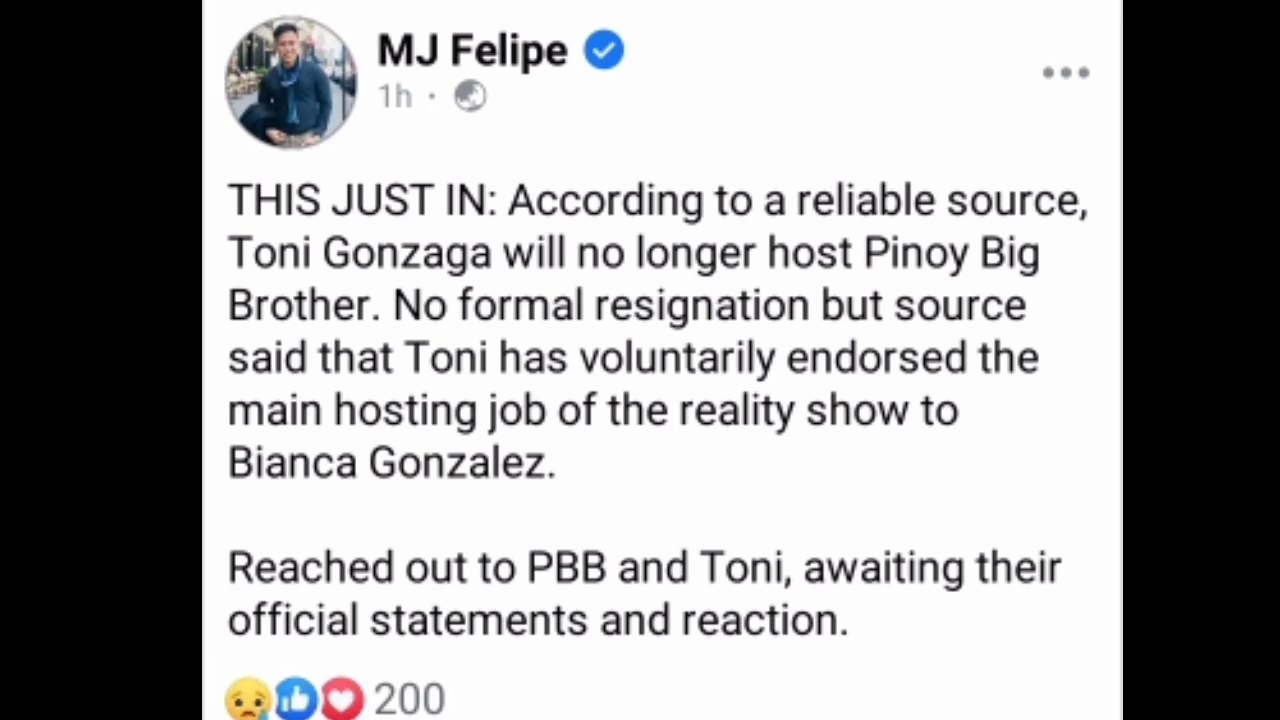 MJ Felipe
1h ·
THIS JUST IN: According to a reliable source,
Toni Gonzaga will no longer host Pinoy Big
Brother. No formal resignation but source
said that Toni has voluntarily endorsed the
main hosting job of the reality show to
Bianca Gonzalez.
Reached out to PBB and Toni, awaiting their
official statements and reaction.
200